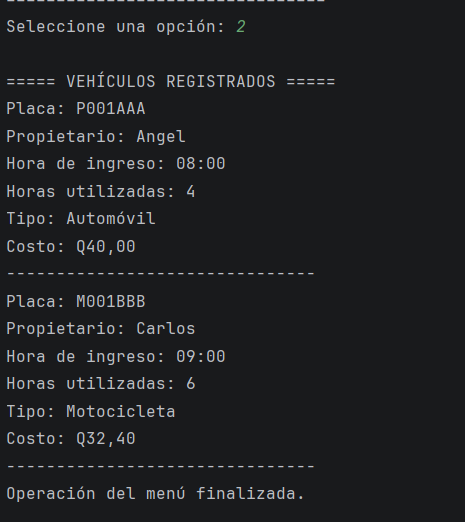 --------------------------------
Seleccione una opción: 2
===== VEHÍCULOS REGISTRADOS =====
Placa: P001AAA
Propietario: Angel
Hora de ingreso: 08:00
Horas utilizadas: 4
Tipo: Automóvil
Costo: Q40,00
-------------------------------
Placa: M001BBB
Propietario: Carlos
Hora de ingreso: 09:00
Horas utilizadas: 6
Tipo: Motocicleta
Costo: Q32,40
-------------------------------
Operación del menú finalizada.